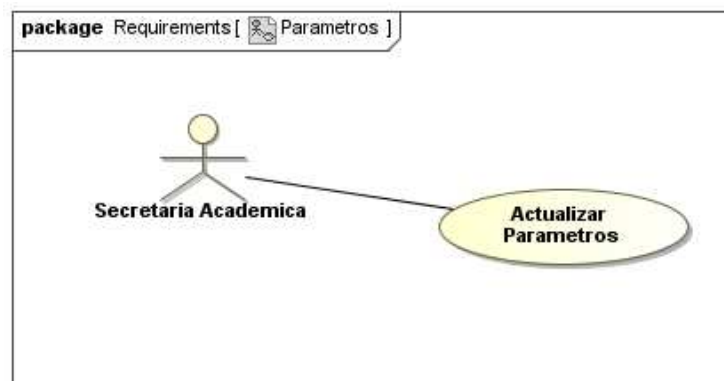 package Requirements [ Parametros ]
Secretaria Academica
Actualizar
Parametros